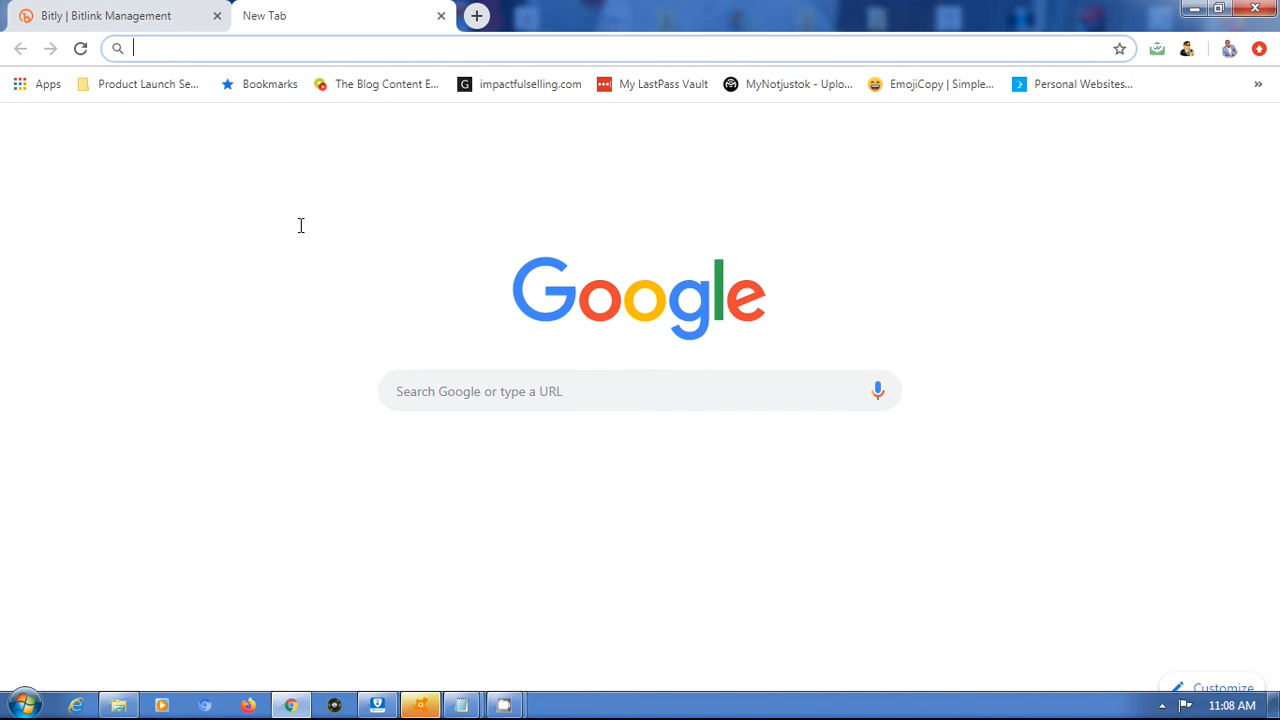 Bitly | Bitlink Management
New Tab
Apps
Product Launch Se...
Bookmarks
The Blog Content E...
impactfulselling.com
My LastPass Vault
MyNotjustok - Uplo...
EmojiCopy | Simple...
Personal Websites...
»
Google
Search Google or type a URL
Customize
11:08 AM